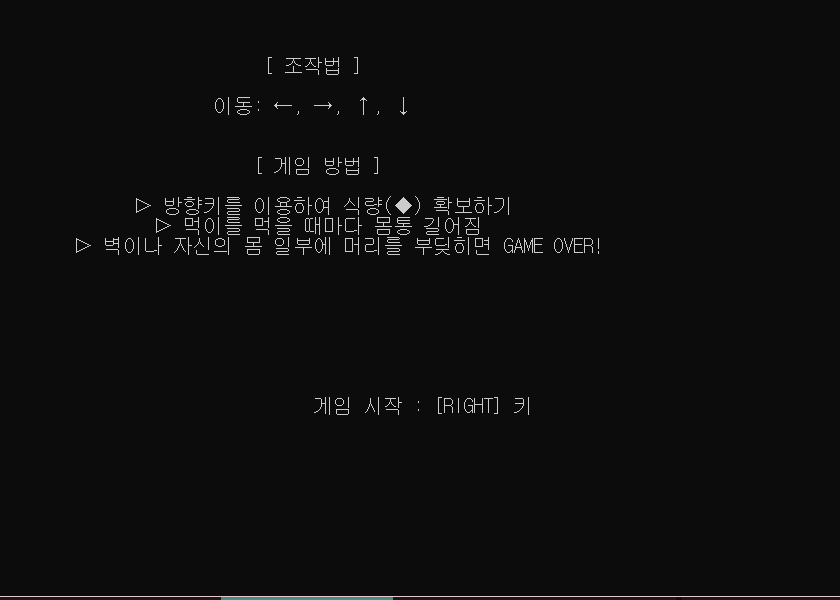 [ 조작법 ]
이동: ←, →, ↑, ↓
[ 게임 방법 ]
▷ 방향키를 이용하여 식량(◆) 확보하기
▷ 먹이를 먹을 때마다 몸통 길어짐
▷ 벽이나 자신의 몸 일부에 머리를 부딪히면 GAME OVER!
게임 시작 : [RIGHT] 키